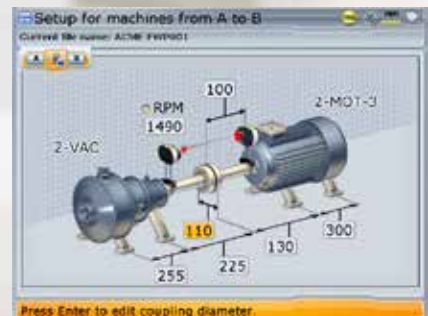 Setup for machines from A to B
Current file name: ACME PWP001
100
RPM
1490
2-MOT-3
2-VAC
110
300
130
225
255
Press Enter to edit coupling diameter.